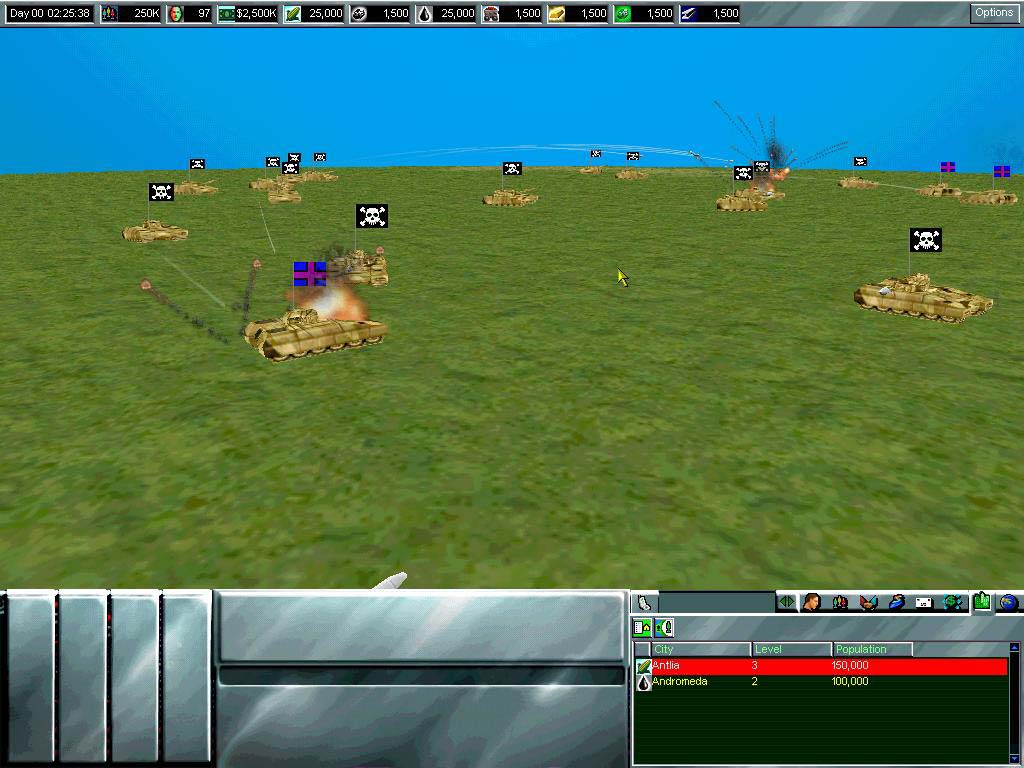 Day 00 02:25:38 250K 97 $2,500K 25,000 1,500 25,000 1,500 1,500 1,500 1,500 Options
City Level Population
Antlia 3 150,000
Andromeda 2 100,000